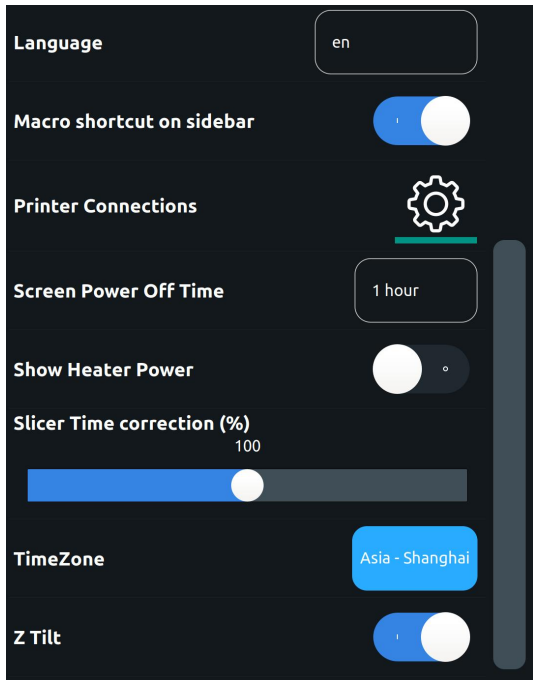 Language
en
Macro shortcut on sidebar
Printer Connections
Screen Power Off Time
1 hour
Show Heater Power
Slicer Time correction (%)
100
TimeZone
Asia - Shanghai
Z Tilt